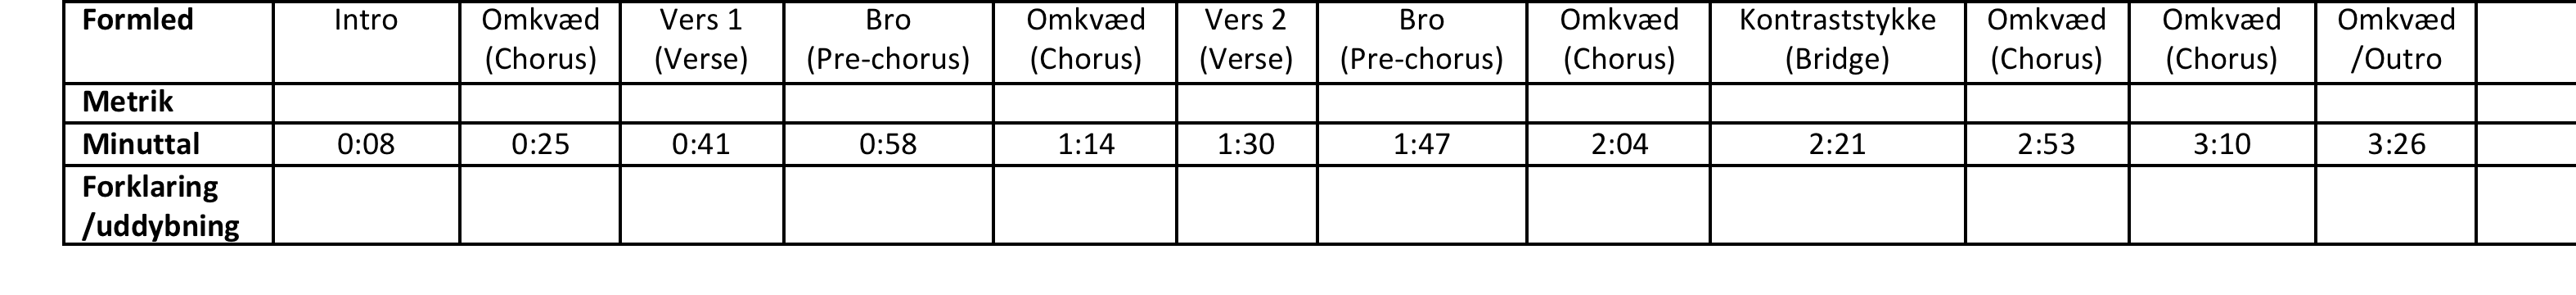 Formled Intro Omkvæd Vers 1 Bro Omkvæd Vers 2 Bro Omkvæd Kontraststykke Omkvæd Omkvæd Omkvæd
(Chorus) (Verse) (Pre-chorus) (Chorus) (Verse) (Pre-chorus) (Chorus) (Bridge) (Chorus) (Chorus) /Outro
Metrik
Minuttal 0:08 0:25 0:41 0:58 1:14 1:30 1:47 2:04 2:21 2:53 3:10 3:26
Forklaring
/uddybning